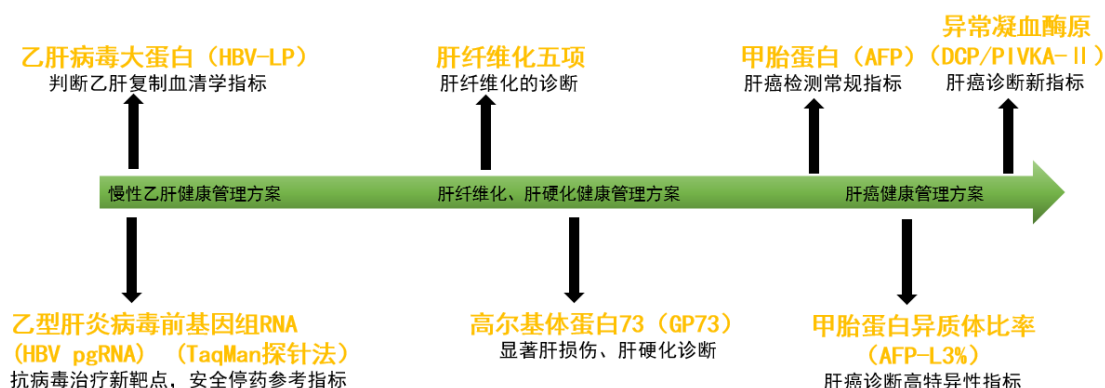 乙肝病毒大蛋白（HBV-LP）
判断乙肝复制血清学指标
肝纤维化五项
肝纤维化的诊断
甲胎蛋白（AFP）
肝癌检测常规指标
异常凝血酶原
（DCP/PIVKA-Ⅱ）
肝癌诊断新指标
慢性乙肝健康管理方案
肝纤维化、肝硬化健康管理方案
肝癌健康管理方案
乙型肝炎病毒前基因组RNA
（HBV pgRNA）（TaqMan探针法）
抗病毒治疗新靶点，安全停药参考指标
高尔基体蛋白73（GP73）
显著肝损伤、肝硬化诊断
甲胎蛋白异质体比率
（AFP-L3%）
肝癌诊断高特异性指标